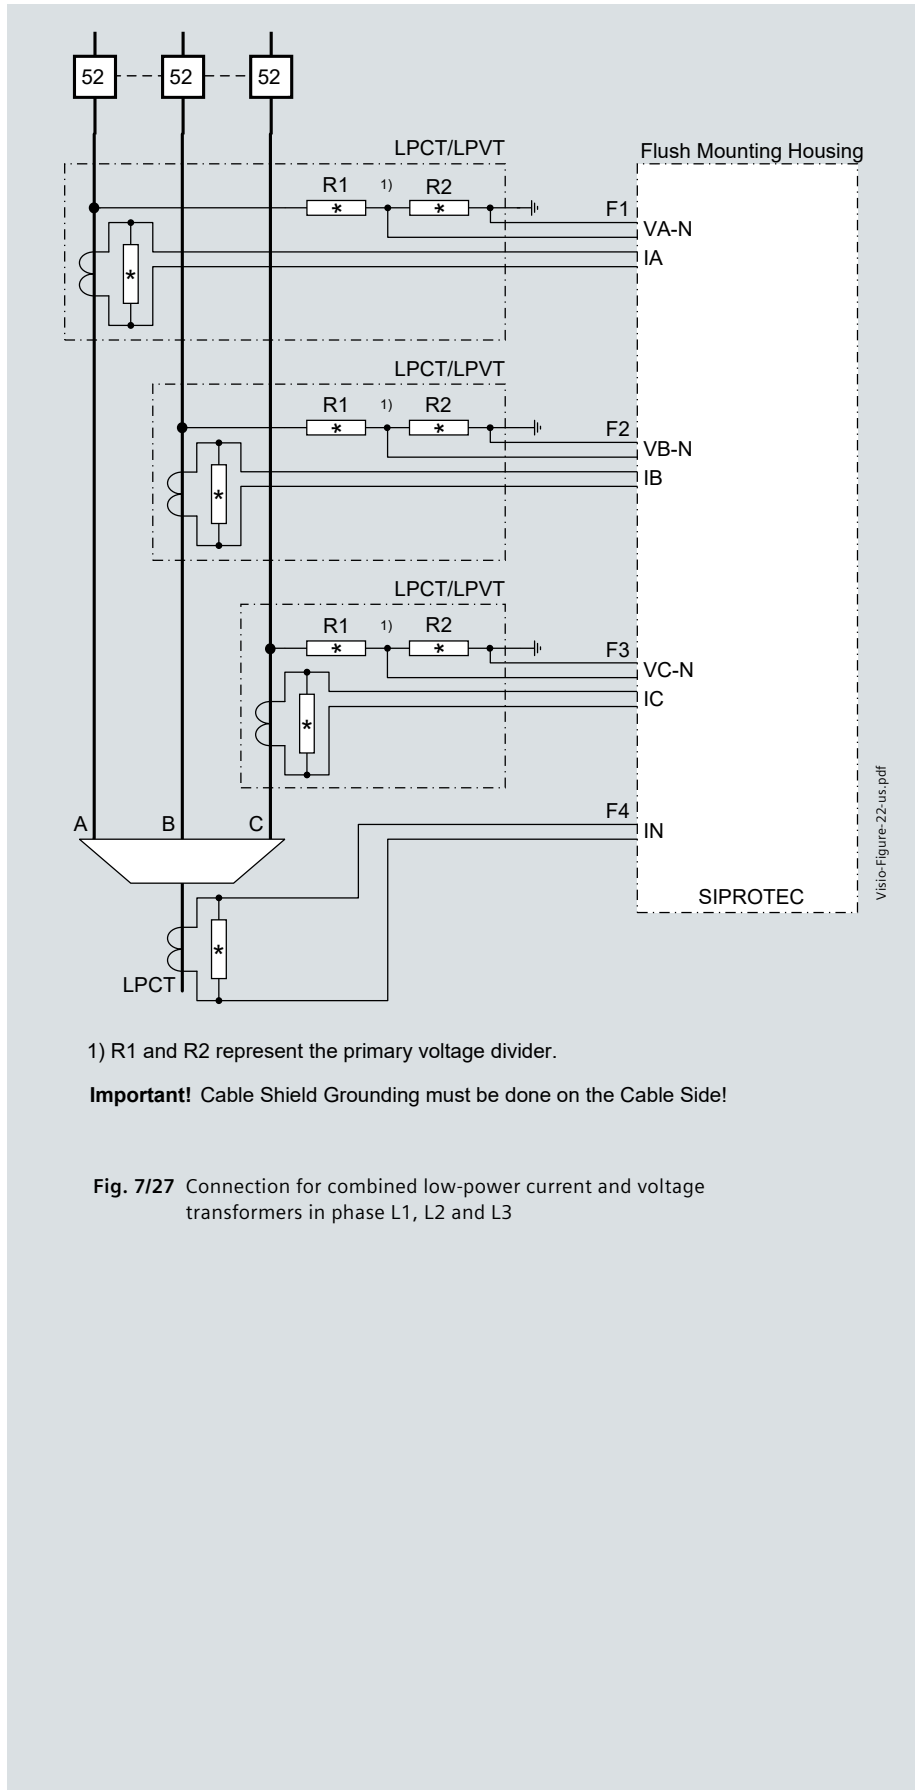 52 52 52
LPCT/LPVT
Flush Mounting Housing
R1 1) R2
* *
F1
VA-N
IA
*
LPCT/LPVT
R1 1) R2
* *
F2
VB-N
IB
*
LPCT/LPVT
R1 1) R2
* *
F3
VC-N
IC
*
A B C
F4
IN
SIPROTEC
*
LPCT
Visio-Figure-22-us.pdf
1) R1 and R2 represent the primary voltage divider.
Important! Cable Shield Grounding must be done on the Cable Side!
Fig. 7/27 Connection for combined low-power current and voltage
transformers in phase L1, L2 and L3